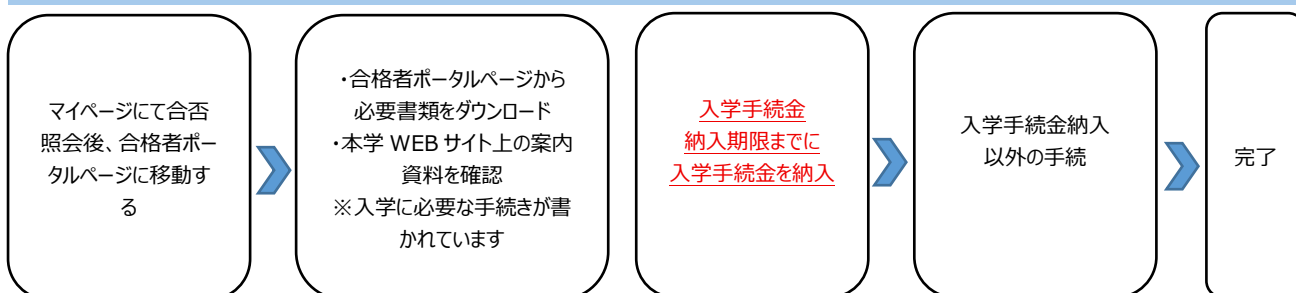 マイページにて合否
照会後、合格者ポー
タルページに移動す
る
・合格者ポータルページから
必要書類をダウンロード
・本学 WEB サイト上の案内
資料を確認
※入学に必要な手続きが書
かれています
入学手続金
納入期限までに
入学手続金を納入
入学手続金納入
以外の手続
完了